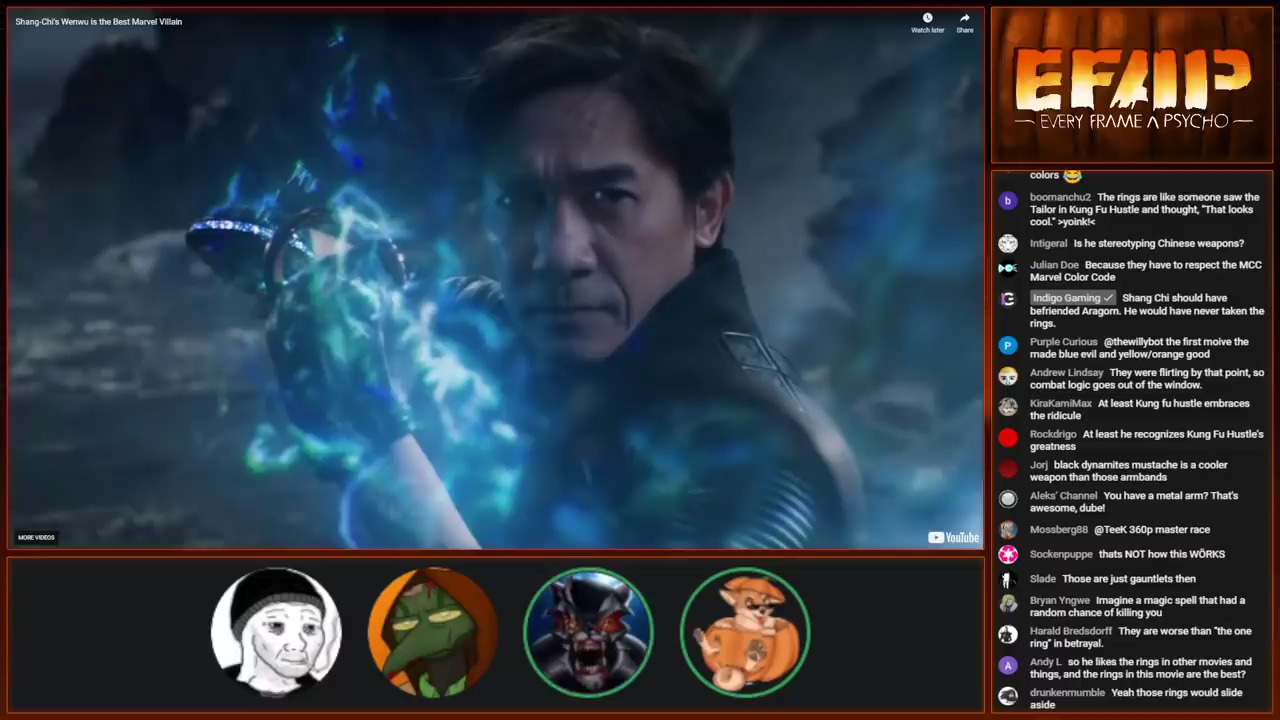 Shang-Chi's Wenwu is the Best Marvel Villain
Watch later
Share
MORE VIDEOS
YouTube
EFAP
EVERY FRAME A PSYCHO
colors 😂
boomanchu2 The rings are like someone saw the
Tailor in Kung Fu Hustle and thought, "That looks
cool." >yoink!<
Intigeral Is he stereotyping Chinese weapons?
Julian Doe Because they have to respect the MCC
Marvel Color Code
Indigo Gaming ✓ Shang Chi should have
befriended Aragorn. He would have never taken the
rings.
Purple Curious @thewillybot the first moive the
made blue evil and yellow/orange good
Andrew Lindsay They were flirting by that point, so
combat logic goes out of the window.
KiraKamiMax At least Kung fu hustle embraces
the ridicule
Rockdrigo At least he recognizes Kung Fu Hustle's
greatness
Jorj black dynamites mustache is a cooler
weapon than those armbands
Aleks' Channel You have a metal arm? That's
awesome, dube!
Mossberg88 @TeeK 360p master race
Sockenpuppe thats NOT how this WÖRKS
Slade Those are just gauntlets then
Bryan Yngwe Imagine a magic spell that had a
random chance of killing you
Harald Bredsdorff They are worse than "the one
ring" in betrayal.
Andy L so he likes the rings in other movies and
things, and the rings in this movie are the best?
drunkenmumble Yeah those rings would slide
aside